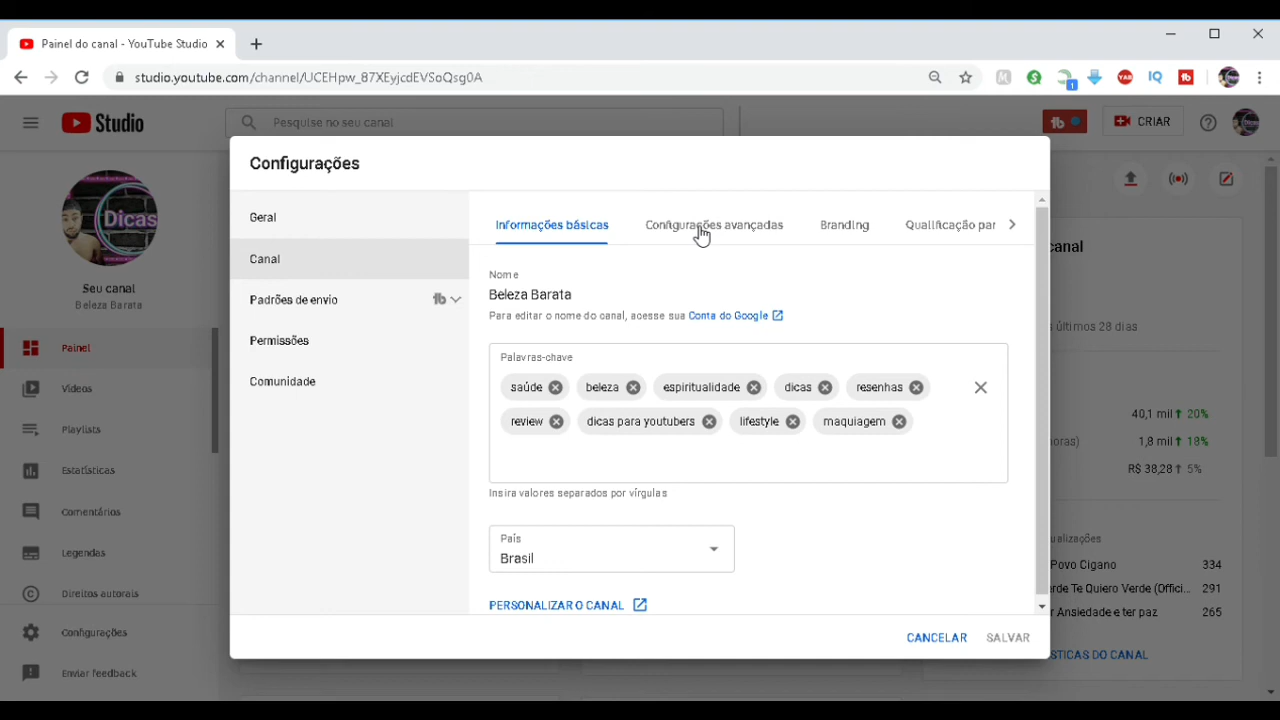 Painel do canal - YouTube Studio
studio.youtube.com/channel/UCEHpw_87XEyjcdEVSoQsg0A
Studio
Pesquise no seu canal
CRIAR
Dicas
Seu canal
Beleza Barata
Painel
Vídeos
Playlists
Estatísticas
Comentários
Legendas
Direitos autorais
Configurações
Enviar feedback
Configurações
Geral
Canal
Padrões de envio
Permissões
Comunidade
Informações básicas
Configurações avançadas
Branding
Qualificação par
Nome
Beleza Barata
Para editar o nome do canal, acesse sua Conta do Google
Palavras-chave
saúde beleza espiritualidade dicas resenhas
review dicas para youtubers lifestyle maquiagem
Insira valores separados por vírgulas
País
Brasil
PERSONALIZAR O CANAL
CANCELAR SALVAR
canal
últimos 28 dias
40,1 mil 20%
oras) 1,8 mil 18%
R$ 38,28 5%
ualizações
Povo Cigano 334
erde Te Quiero Verde (Offici... 291
r Ansiedade e ter paz 265
STICAS DO CANAL